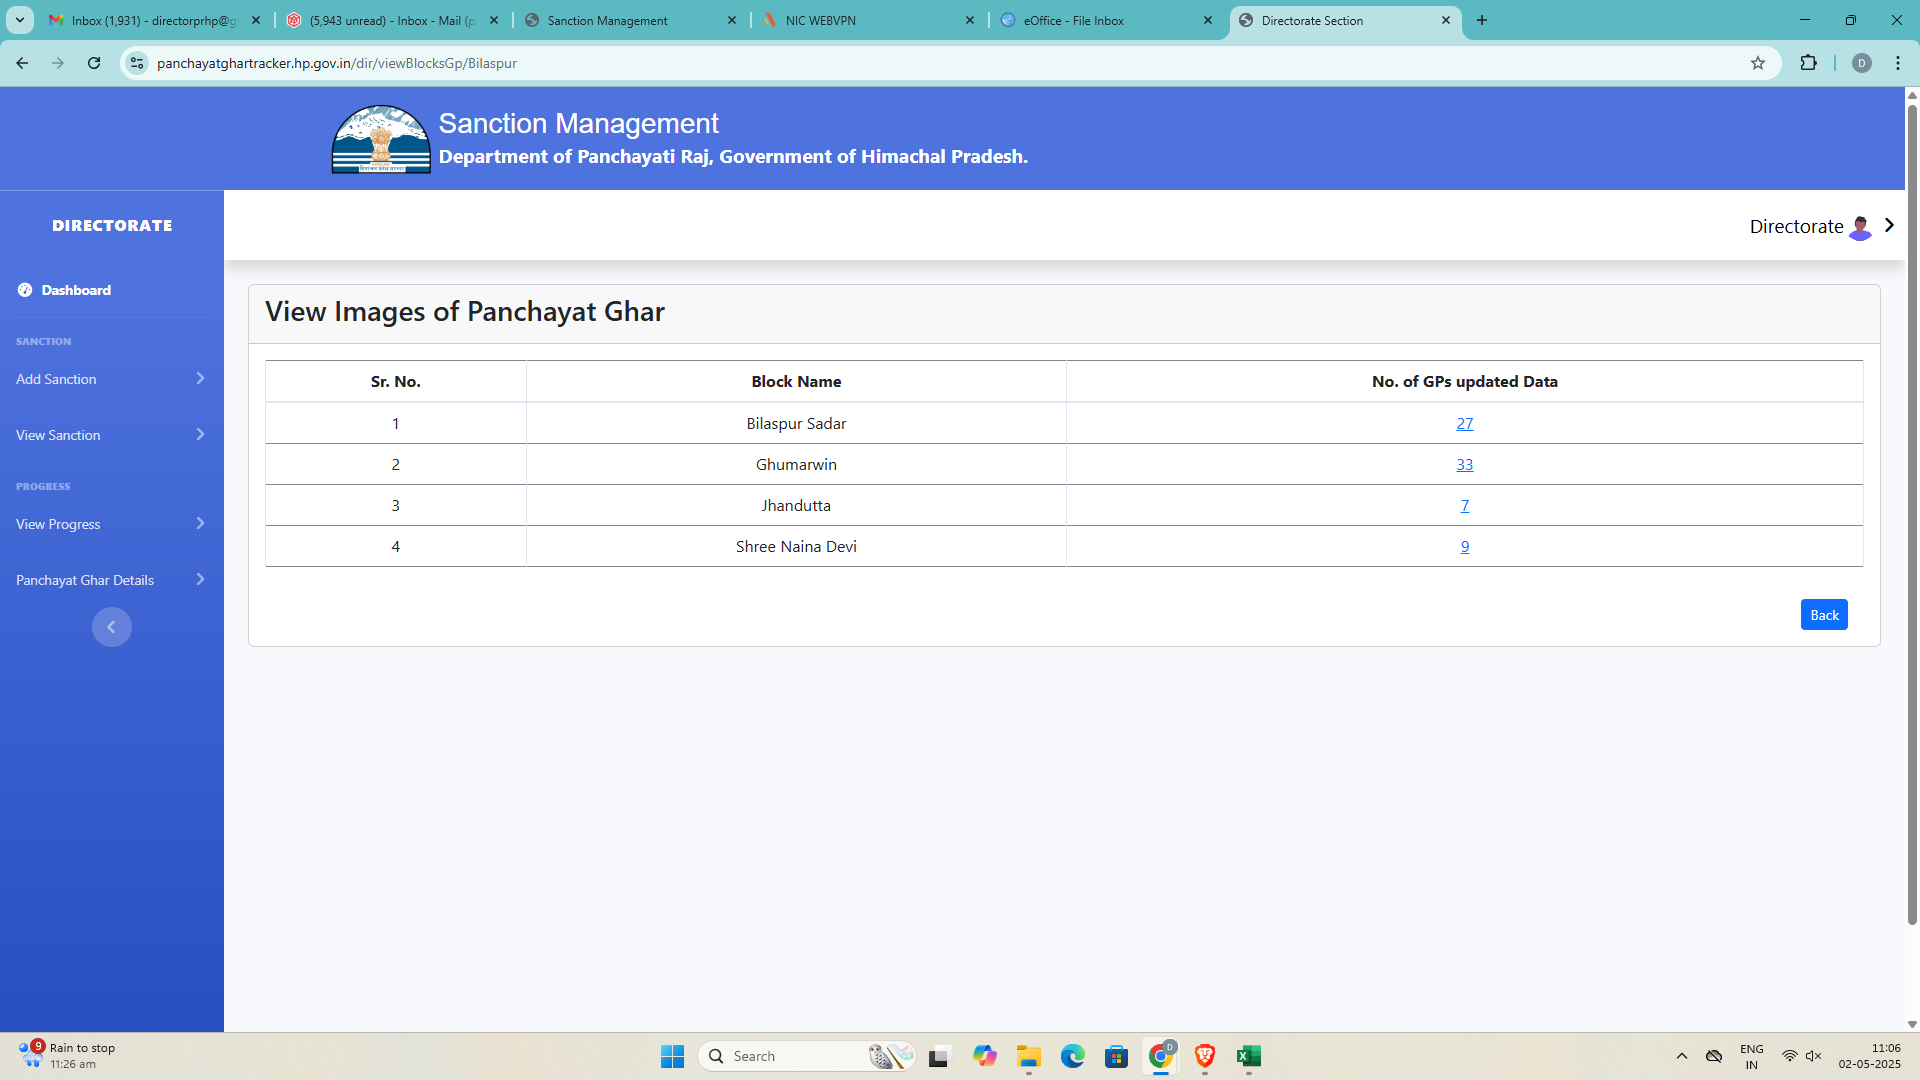 Inbox (1,931) - directorprhp@g
(5,943 unread) - Inbox - Mail (p
Sanction Management
NIC WEBVPN
eOffice - File Inbox
Directorate Section
panchayatghartracker.hp.gov.in/dir/viewBlocksGp/Bilaspur
D
Sanction Management
Department of Panchayati Raj, Government of Himachal Pradesh.
DIRECTORATE
Directorate
Dashboard
SANCTION
Add Sanction
View Sanction
PROGRESS
View Progress
Panchayat Ghar Details
View Images of Panchayat Ghar
Sr. No. Block Name No. of GPs updated Data
1 Bilaspur Sadar 27
2 Ghumarwin 33
3 Jhandutta 7
4 Shree Naina Devi 9
Back
9
Rain to stop
11:26 am
Search
D
ENG
IN
11:06
02-05-2025